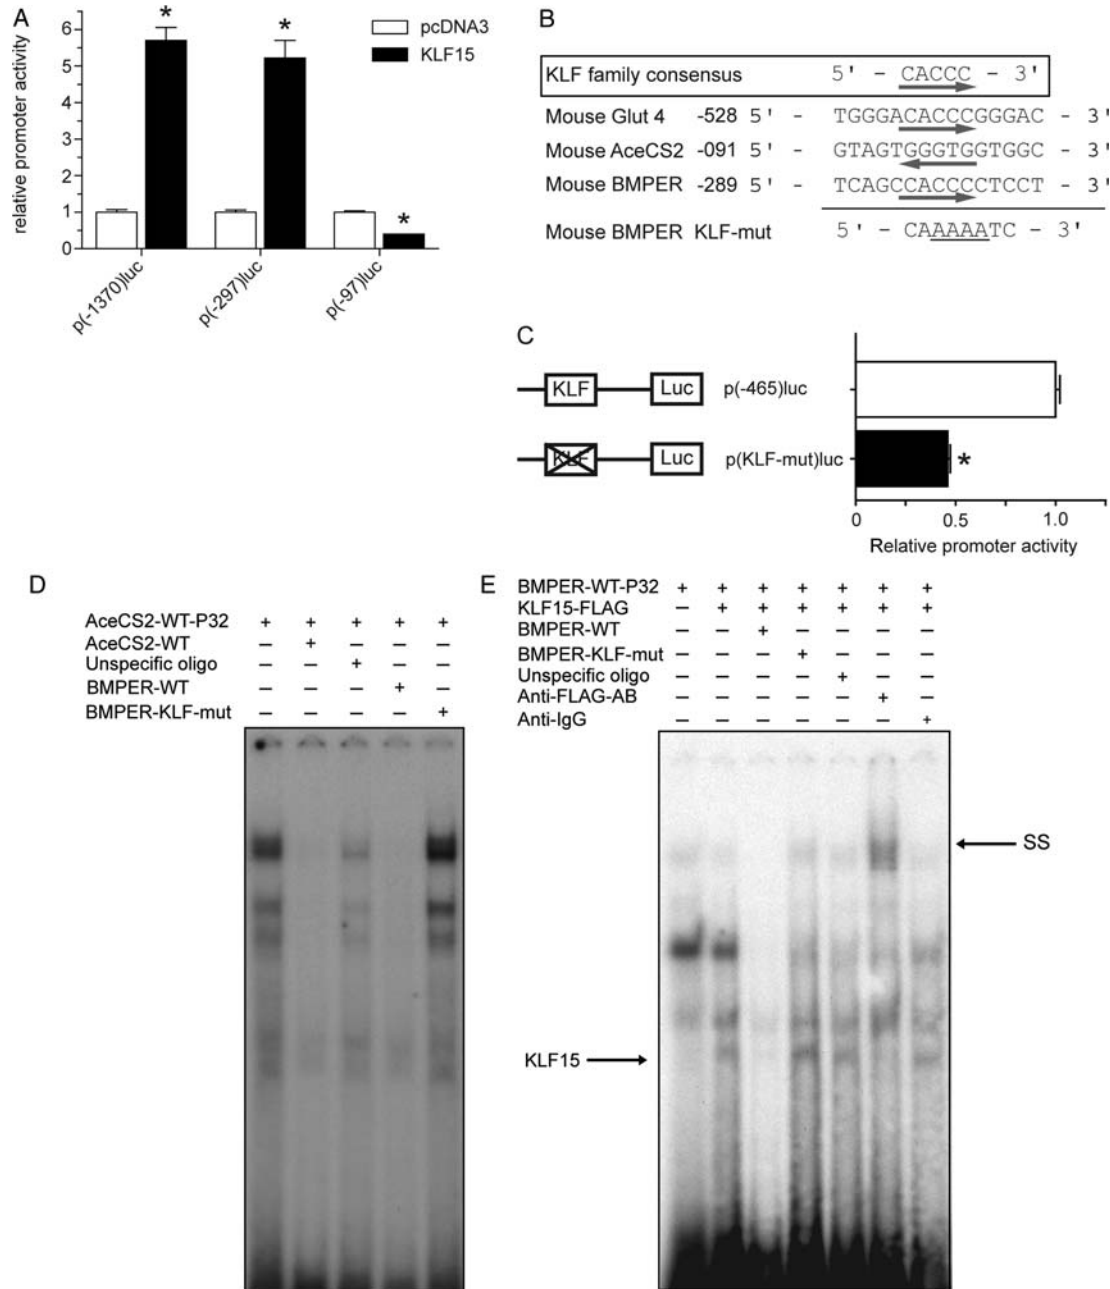 A
relative promoter activity
6
5
4
3
2
1
0
*
*
*
pcDNA3
KLF15
p(-1370)luc
p(-297)luc
p(-97)luc
B
KLF family consensus 5' - CACCC - 3'
Mouse Glut 4 -528 5' - TGGGACACCCGGGAC - 3'
Mouse AceCS2 -091 5' - GTAGTGGGTGGTGGC - 3'
Mouse BMPER -289 5' - TCAGCCACCCCTCCT - 3'
Mouse BMPER KLF-mut 5' - CAAAAATC - 3'
C
KLF Luc p(-465)luc
KLF Luc p(KLF-mut)luc
*
0 0.5 1.0
Relative promoter activity
D
AceCS2-WT-P32 + + + + +
AceCS2-WT - + - - -
Unspecific oligo - - + - -
BMPER-WT - - - + -
BMPER-KLF-mut - - - - +
E
BMPER-WT-P32 + + + + + + +
KLF15-FLAG - + + + + + +
BMPER-WT - - + - - - -
BMPER-KLF-mut - - - + - - -
Unspecific oligo - - - - + - -
Anti-FLAG-AB - - - - - + -
Anti-IgG - - - - - - +
SS
KLF15